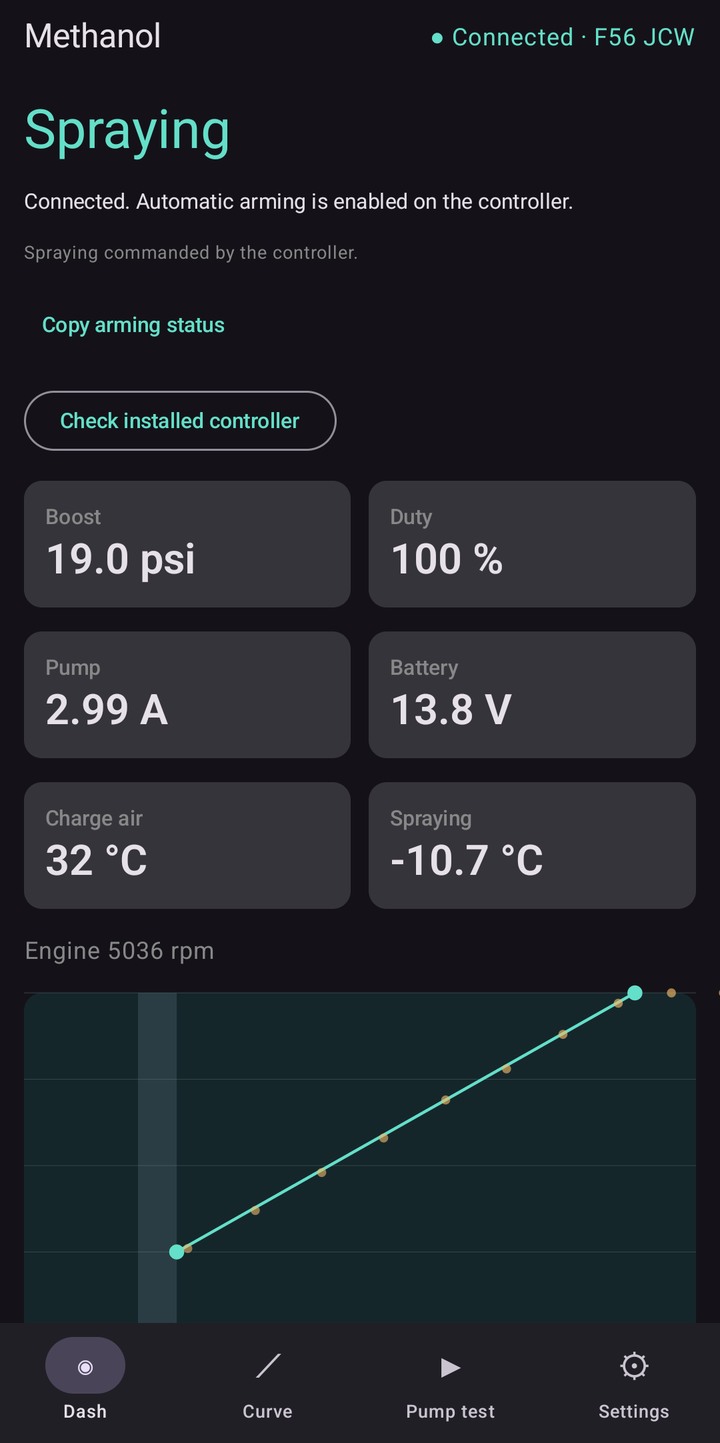 Methanol
Connected · F56 JCW
Spraying
Connected. Automatic arming is enabled on the controller.
Spraying commanded by the controller.
Copy arming status
Check installed controller
Boost
19.0 psi
Duty
100 %
Pump
2.99 A
Battery
13.8 V
Charge air
32 °C
Spraying
-10.7 °C
Engine 5036 rpm
Dash
Curve
Pump test
Settings